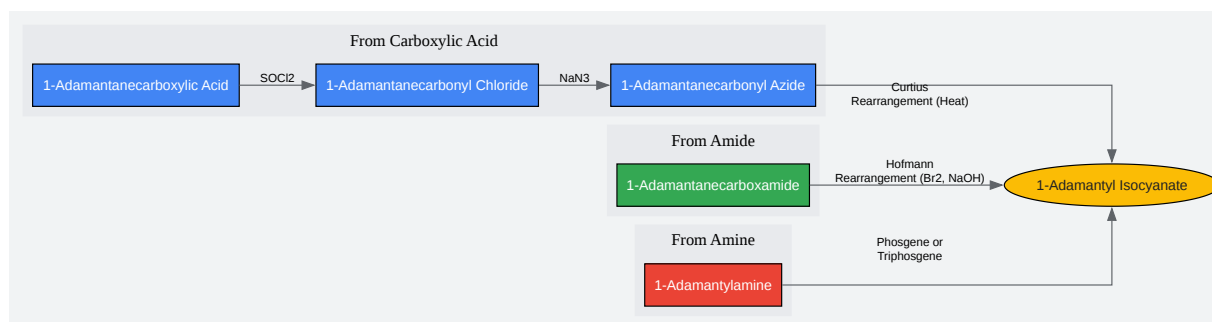 From Carboxylic Acid
1-Adamantanecarboxylic Acid
SOCl2
1-Adamantanecarbonyl Chloride
NaN3
1-Adamantanecarbonyl Azide
Curtius
Rearrangement (Heat)
From Amide
1-Adamantanecarboxamide
Hofmann
Rearrangement (Br2, NaOH)
1-Adamantyl Isocyanate
From Amine
1-Adamantylamine
Phosgene or
Triphosgene